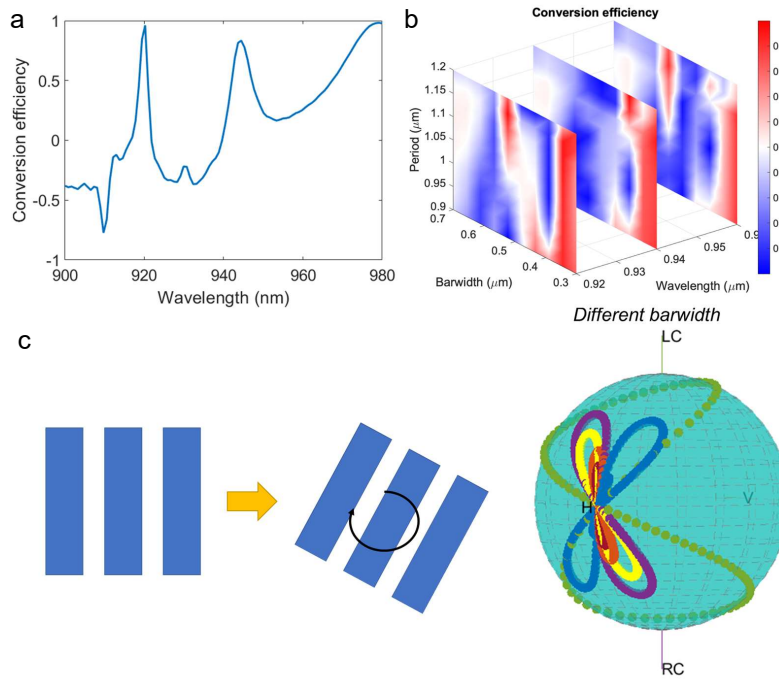 a
1
0.5
0
-0.5
-1
Conversion efficiency
900
920
940
960
980
Wavelength (nm)
b
Conversion efficiency
1.2
1.15
1.1
1.05
1
0.95
0.9
Period (μm)
0.7
0.6
0.5
0.4
0.3
Barwidth (μm)
0.92
0.93
0.94
0.95
Wavelength (μm)
c
Different barwidth
LC
H
V
RC